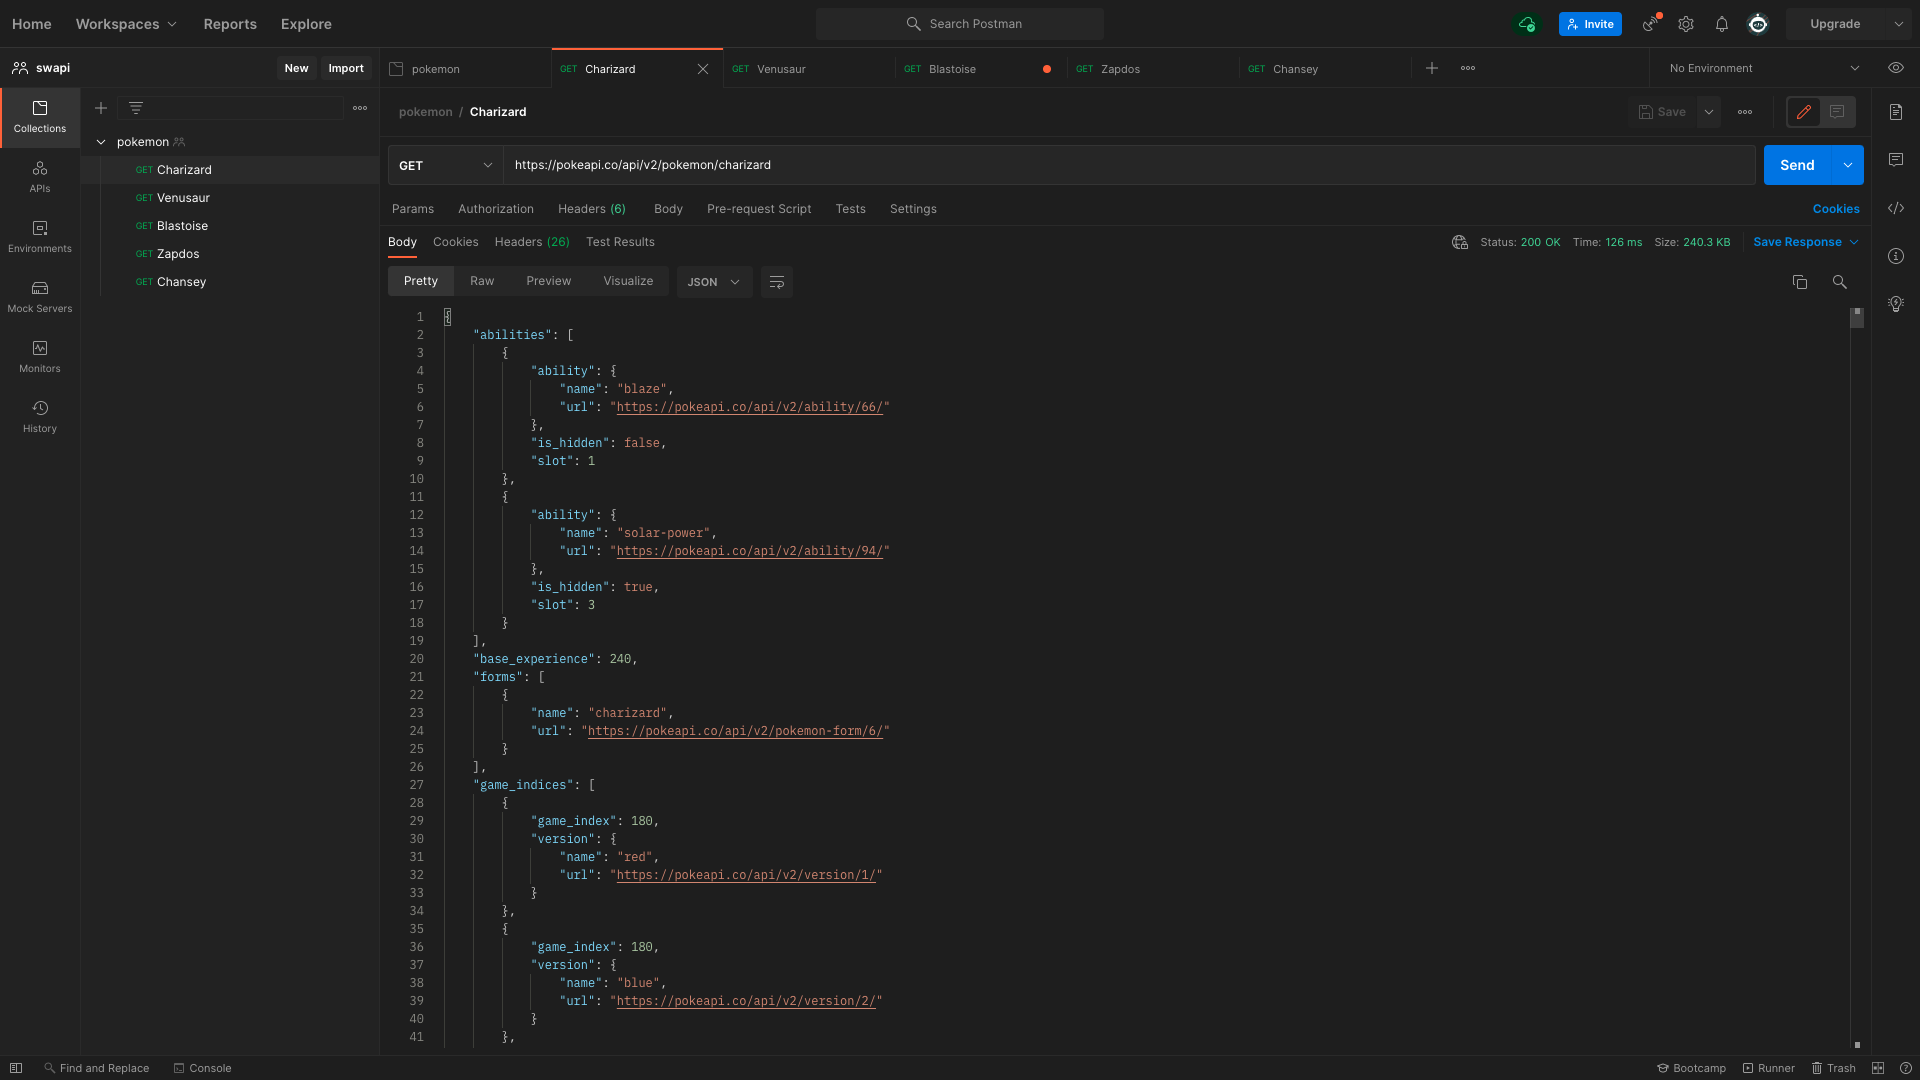 Home Workspaces Reports Explore Search Postman Invite Upgrade
swapi New Import pokemon GET Charizard GET Venusaur GET Blastoise GET Zapdos GET Chansey No Environment
Collections
APIs
Environments
Mock Servers
Monitors
History
pokemon
GET Charizard
GET Venusaur
GET Blastoise
GET Zapdos
GET Chansey
pokemon / Charizard Save
GET https://pokeapi.co/api/v2/pokemon/charizard Send
Params Authorization Headers (6) Body Pre-request Script Tests Settings Cookies
Body Cookies Headers (26) Test Results Status: 200 OK Time: 126 ms Size: 240.3 KB Save Response
Pretty Raw Preview Visualize JSON
1 {
2 "abilities": [
3 {
4 "ability": {
5 "name": "blaze",
6 "url": "https://pokeapi.co/api/v2/ability/66/"
7 },
8 "is_hidden": false,
9 "slot": 1
10 },
11 {
12 "ability": {
13 "name": "solar-power",
14 "url": "https://pokeapi.co/api/v2/ability/94/"
15 },
16 "is_hidden": true,
17 "slot": 3
18 }
19 ],
20 "base_experience": 240,
21 "forms": [
22 {
23 "name": "charizard",
24 "url": "https://pokeapi.co/api/v2/pokemon-form/6/"
25 }
26 ],
27 "game_indices": [
28 {
29 "game_index": 180,
30 "version": {
31 "name": "red",
32 "url": "https://pokeapi.co/api/v2/version/1/"
33 }
34 },
35 {
36 "game_index": 180,
37 "version": {
38 "name": "blue",
39 "url": "https://pokeapi.co/api/v2/version/2/"
40 }
41 },
Find and Replace Console Bootcamp Runner Trash